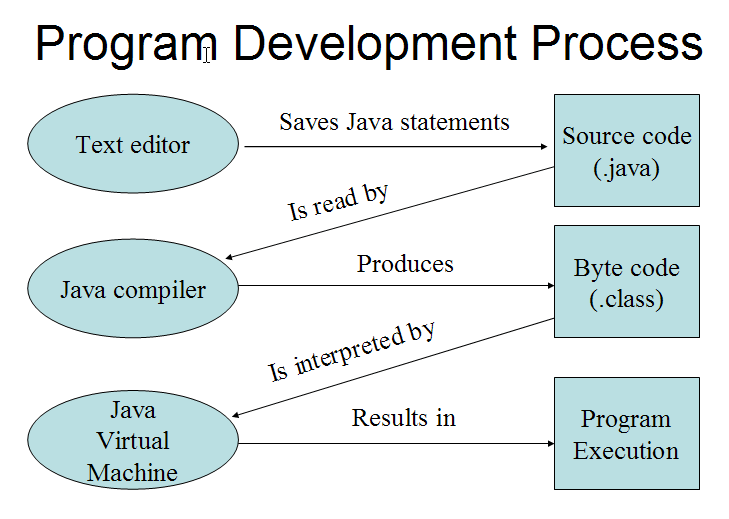 Program Development Process
Text editor
Saves Java statements
Source code
(.java)
Is read by
Java compiler
Produces
Byte code
(.class)
Is interpreted by
Java
Virtual
Machine
Results in
Program
Execution